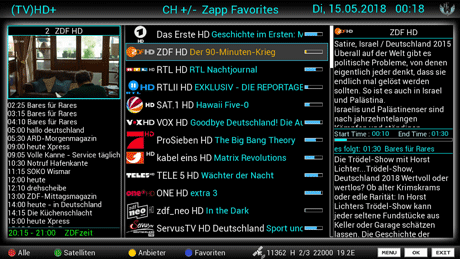 (TV)HD+
CH +/- Zapp Favorites
Di, 15.05.2018 00:18
2 ZDF HD
02:25 Bares für Rares
03:15 Bares für Rares
04:10 Bares für Rares
05:00 hallo deutschland
05:30 ARD-Morgenmagazin
09:00 heute Xpress
09:05 Volle Kanne - Service täglich
10:30 Notruf Hafenkante
11:15 SOKO Wismar
12:00 heute
12:10 drehscheibe
13:00 ZDF-Mittagsmagazin
14:00 heute - in Deutschland
14:15 Die Küchenschlacht
15:00 heute Xpress
20:15 - 21:00 ZDFzeit
Das Erste HD Geschichte im Ersten: M
ZDF HD Der 90-Minuten-Krieg
RTL HD RTL Nachtjournal
RTLII HD EXKLUSIV - DIE REPORTAGE
SAT.1 HD Hawaii Five-0
VOX HD Goodbye Deutschland! Die Au
ProSieben HD The Big Bang Theory
kabel eins HD Matrix Revolutions
TELE 5 HD Wächter der Nacht
ONE HD extra 3
zdf_neo HD In the Dark
ServusTV HD Deutschland Sport und
ZDF HD
Satire, Israel / Deutschland 2015
Überall auf der Welt gibt es
politische Probleme, von denen
eigentlich jeder denkt, dass sie
endlich mal gelöst werden
sollten. So ist es auch in Israel
und Palästina.
Israelis und Palästinenser sind
nach jahrzehntelangen
Start Time : 00:10 End Time : 01:30
es folgt: 01:30 Bares für Rares
Die Trödel-Show mit Horst
Lichter...Trödel-Show,
Deutschland 2018 Wertvoll oder
wertlos? Ob alter Krimskrams
oder edle Rarität: In Horst
Lichters Trödel-Show kann
jeder seltene Fundstücke aus
Keller oder Garage schätzen
lassen. Die Geschichte der
Alle
Satelliten
Anbieter
Favoriten
11362 H 2/3 22000 19.2E
MENU
OK
EXIT